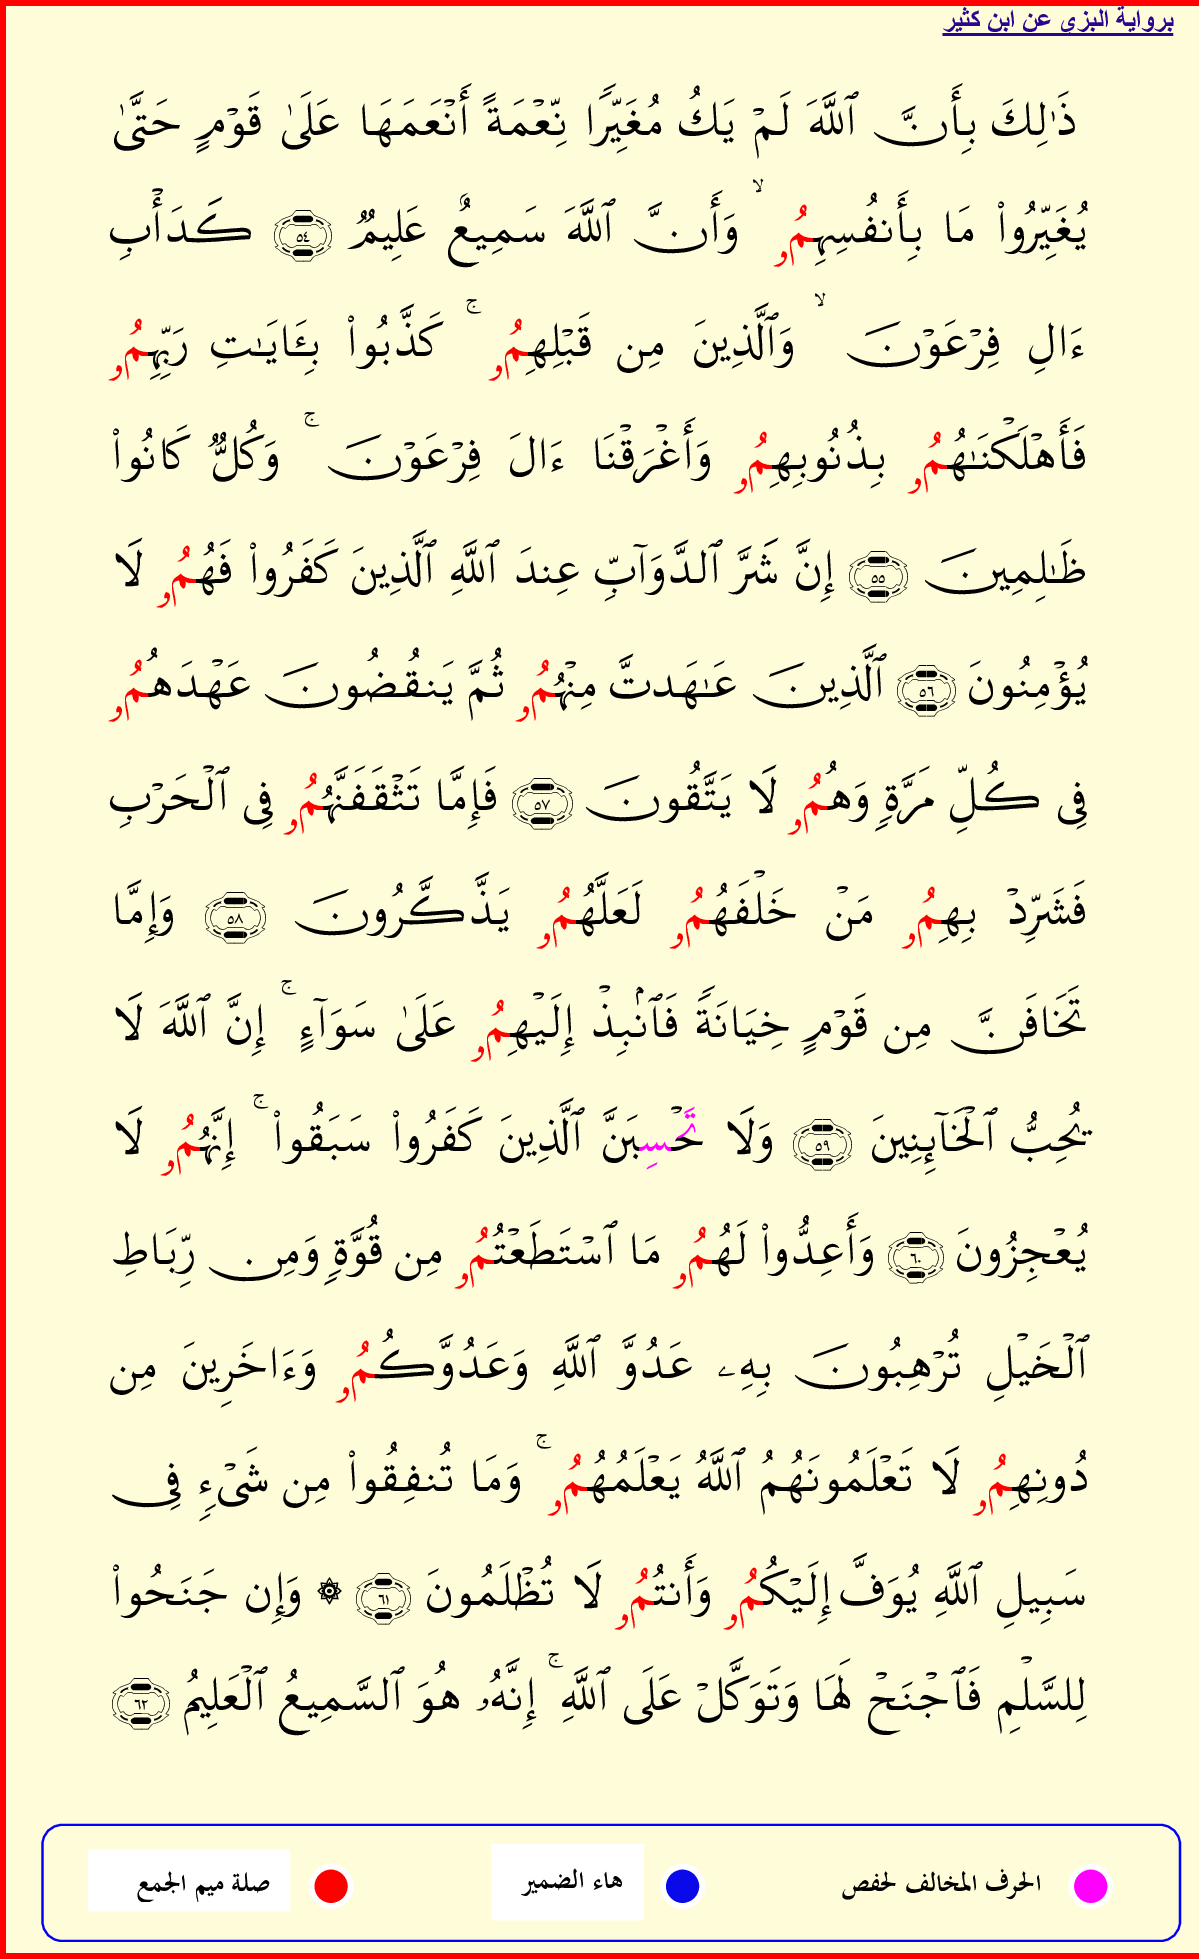 برواية البزي عن ابن كثير
ذَٰلِكَ بِأَنَّ ٱللَّهَ لَمْ يَكُ مُغَيِّرًا نِّعْمَةً أَنْعَمَهَا عَلَىٰ قَوْمٍ حَتَّىٰ
يُغَيِّرُوا۟ مَا بِأَنفُسِهِمُۥ ۙ وَأَنَّ ٱللَّهَ سَمِيعٌ عَلِيمٌ ٥٤ كَدَأْبِ
ءَالِ فِرْعَوْنَ ۙ وَٱلَّذِينَ مِن قَبْلِهِمُۥ ۚ كَذَّبُوا۟ بِـَٔايَـٰتِ رَبِّهِمُۥ
فَأَهْلَكْنَـٰهُمُۥ بِذُنُوبِهِمُۥ وَأَغْرَقْنَا ءَالَ فِرْعَوْنَ ۚ وَكُلٌّ كَانُوا۟
ظَـٰلِمِينَ ٥٥ إِنَّ شَرَّ ٱلدَّوَآبِّ عِندَ ٱللَّهِ ٱلَّذِينَ كَفَرُوا۟ فَهُمُۥ لَا
يُؤْمِنُونَ ٥٦ ٱلَّذِينَ عَـٰهَدتَّ مِنْهُمُۥ ثُمَّ يَنقُضُونَ عَهْدَهُمُۥ
فِى كُلِّ مَرَّةٍ وَهُمُۥ لَا يَتَّقُونَ ٥٧ فَإِمَّا تَثْقَفَنَّهُمُۥ فِى ٱلْحَرْبِ
فَشَرِّدْ بِهِمُۥ مَنْ خَلْفَهُمُۥ لَعَلَّهُمُۥ يَذَّكَّرُونَ ٥٨ وَإِمَّا
تَخَافَنَّ مِن قَوْمٍ خِيَانَةً فَٱنۢبِذْ إِلَيْهِمُۥ عَلَىٰ سَوَآءٍ ۚ إِنَّ ٱللَّهَ لَا
يُحِبُّ ٱلْخَآئِنِينَ ٥٩ وَلَا تَحْسِبَنَّ ٱلَّذِينَ كَفَرُوا۟ سَبَقُوا۟ ۚ إِنَّهُمُۥ لَا
يُعْجِزُونَ ٦٠ وَأَعِدُّوا۟ لَهُمُۥ مَا ٱسْتَطَعْتُمُۥ مِن قُوَّةٍ وَمِن رِّبَاطِ
ٱلْخَيْلِ تُرْهِبُونَ بِهِۦ عَدُوَّ ٱللَّهِ وَعَدُوَّكُمُۥ وَءَاخَرِينَ مِن
دُونِهِمُۥ لَا تَعْلَمُونَهُمُ ٱللَّهُ يَعْلَمُهُمُۥ ۚ وَمَا تُنفِقُوا۟ مِن شَىْءٍ فِى
سَبِيلِ ٱللَّهِ يُوَفَّ إِلَيْكُمُۥ وَأَنتُمُۥ لَا تُظْلَمُونَ ٦١ ۞ وَإِن جَنَحُوا۟
لِلسَّلْمِ فَٱجْنَحْ لَهَا وَتَوَكَّلْ عَلَى ٱللَّهِ ۚ إِنَّهُۥ هُوَ ٱلسَّمِيعُ ٱلْعَلِيمُ ٦٢
الحرف المخالف لحفص هاء الضمير صلة ميم الجمع